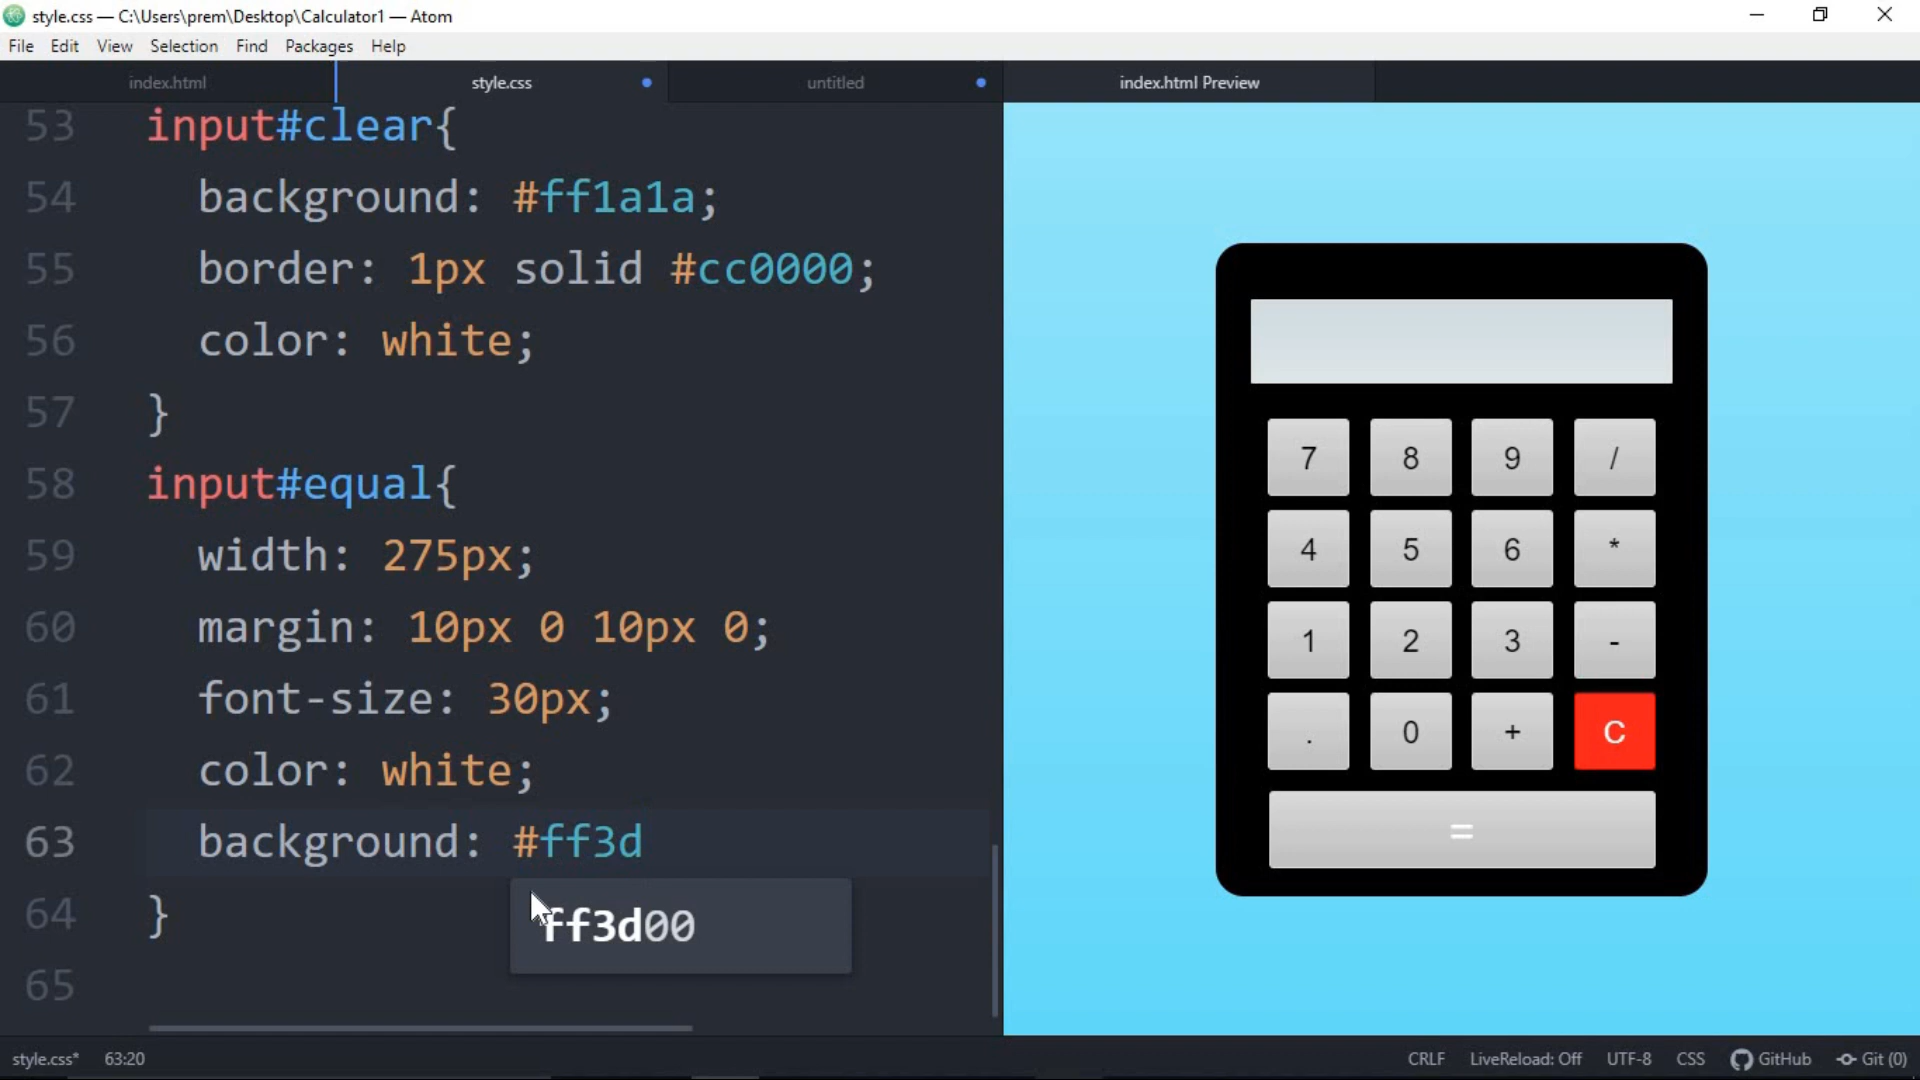 style.css — C:\Users\prem\Desktop\Calculator1 — Atom
File Edit View Selection Find Packages Help
index.html style.css untitled index.html Preview
53 input#clear{
54 background: #ff1a1a;
55 border: 1px solid #cc0000;
56 color: white;
57 }
58 input#equal{
59 width: 275px;
60 margin: 10px 0 10px 0;
61 font-size: 30px;
62 color: white;
63 background: #ff3d
ff3d00
64 }
65
7 8 9 /
4 5 6 *
1 2 3 -
. 0 + C
=
style.css* 63:20 CRLF LiveReload: Off UTF-8 CSS GitHub Git (0)